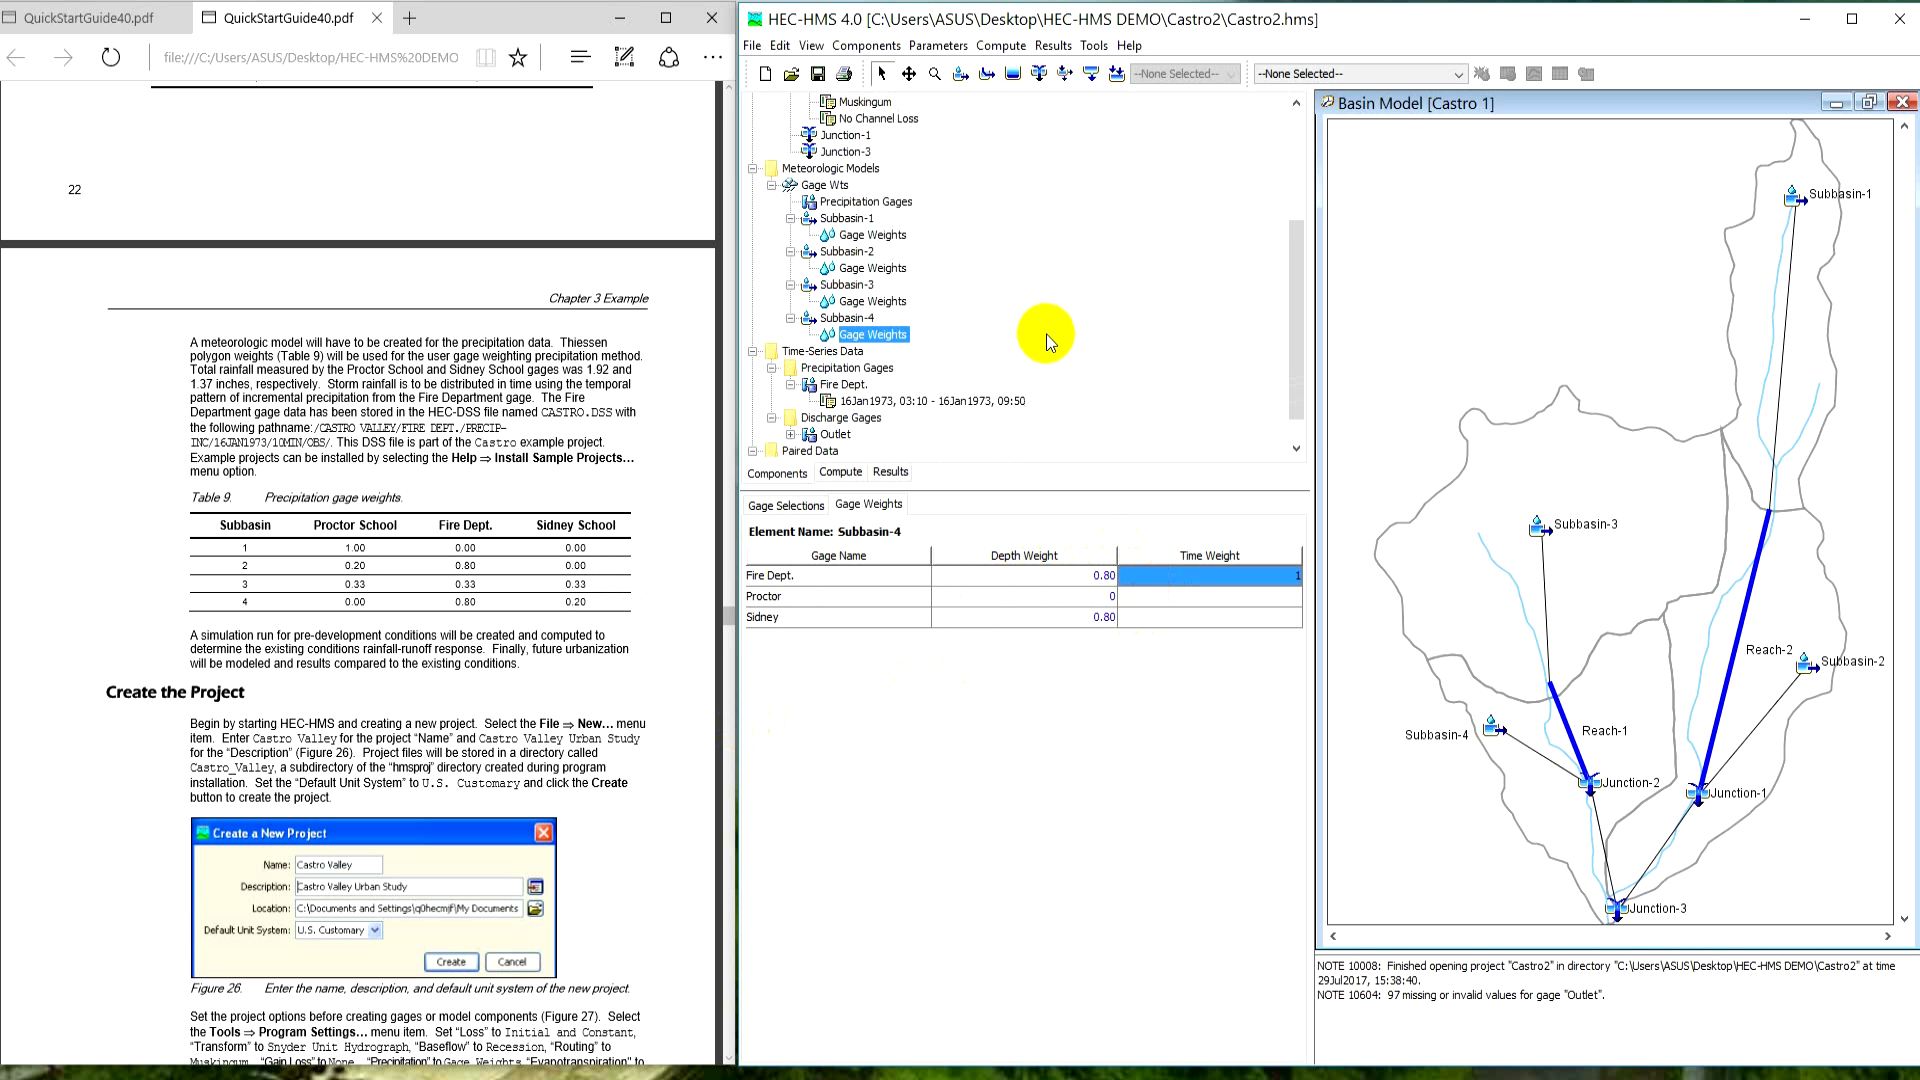 QuickStartGuide40.pdf
QuickStartGuide40.pdf
file:///C:/Users/ASUS/Desktop/HEC-HMS%20DEMO
22
Chapter 3 Example
A meteorologic model will have to be created for the precipitation data. Thiessen
polygon weights (Table 9) will be used for the user gage weighting precipitation method.
Total rainfall measured by the Proctor School and Sidney School gages was 1.92 and
1.37 inches, respectively. Storm rainfall is to be distributed in time using the temporal
pattern of incremental precipitation from the Fire Department gage. The Fire
Department gage data has been stored in the HEC-DSS file named CASTRO.DSS with
the following pathname: /CASTRO VALLEY/FIRE DEPT./PRECIP-
INC/16JAN1973/10MIN/OBS/. This DSS file is part of the Castro example project.
Example projects can be installed by selecting the Help ⇒ Install Sample Projects…
menu option.
Table 9. Precipitation gage weights.
Subbasin Proctor School Fire Dept. Sidney School
1 1.00 0.00 0.00
2 0.20 0.80 0.00
3 0.33 0.33 0.33
4 0.00 0.80 0.20
A simulation run for pre-development conditions will be created and computed to
determine the existing conditions rainfall-runoff response. Finally, future urbanization
will be modeled and results compared to the existing conditions.
Create the Project
Begin by starting HEC-HMS and creating a new project. Select the File ⇒ New… menu
item. Enter Castro Valley for the project "Name" and Castro Valley Urban Study
for the "Description" (Figure 26). Project files will be stored in a directory called
Castro_Valley, a subdirectory of the "hmsproj" directory created during program
installation. Set the "Default Unit System" to U.S. Customary and click the Create
button to create the project.
Create a New Project
Name: Castro Valley
Description: Castro Valley Urban Study
Location: C:\Documents and Settings\q0hecmjf\My Documents
Default Unit System: U.S. Customary
Create Cancel
Figure 26. Enter the name, description, and default unit system of the new project.
Set the project options before creating gages or model components (Figure 27). Select
the Tools ⇒ Program Settings… menu item. Set "Loss" to Initial and Constant,
"Transform" to Snyder Unit Hydrograph, "Baseflow" to Recession, "Routing" to
Muskingum, "Gain Loss" to None, "Precipitation" to Gage Weights, "Evapotranspiration" to
HEC-HMS 4.0 [C:\Users\ASUS\Desktop\HEC-HMS DEMO\Castro2\Castro2.hms]
File Edit View Components Parameters Compute Results Tools Help
--None Selected-- --None Selected--
Muskingum
No Channel Loss
Junction-1
Junction-3
Meteorologic Models
Gage Wts
Precipitation Gages
Subbasin-1
Gage Weights
Subbasin-2
Gage Weights
Subbasin-3
Gage Weights
Subbasin-4
Gage Weights
Time-Series Data
Precipitation Gages
Fire Dept.
16Jan1973, 03:10 - 16Jan1973, 09:50
Discharge Gages
Outlet
Paired Data
Components Compute Results
Gage Selections Gage Weights
Element Name: Subbasin-4
Gage Name Depth Weight Time Weight
Fire Dept. 0.80 1
Proctor 0
Sidney 0.80
Basin Model [Castro 1]
Subbasin-1
Subbasin-3
Reach-2
Subbasin-2
Subbasin-4
Reach-1
Junction-2
Junction-1
Junction-3
NOTE 10008: Finished opening project "Castro2" in directory "C:\Users\ASUS\Desktop\HEC-HMS DEMO\Castro2" at time
29Jul2017, 15:38:40.
NOTE 10604: 97 missing or invalid values for gage "Outlet".